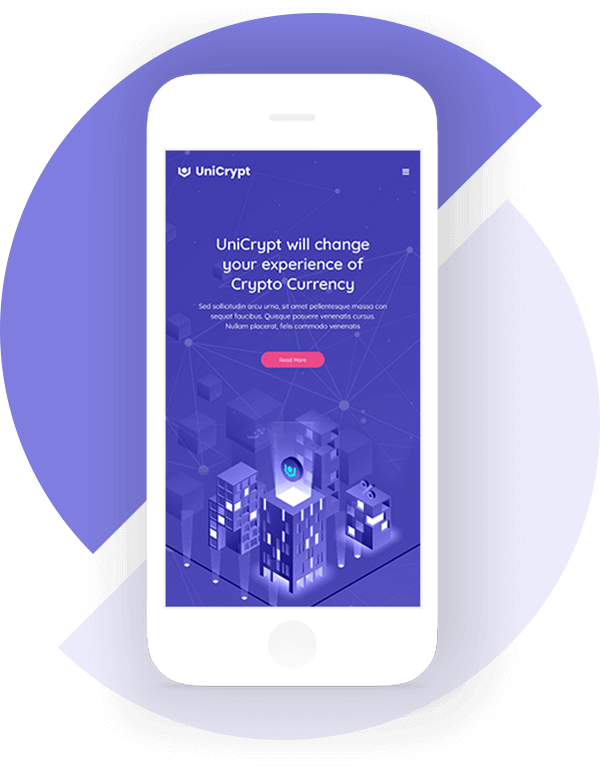 UniCrypt
UniCrypt will change
your experience of
Crypto Currency
Sed sollicitudin arcu urna, sit amet pellentesque massa con
sequat faucibus. Quisque posuere venenatis cursus.
Nullam placerat, felis commodo venenatis
Read More